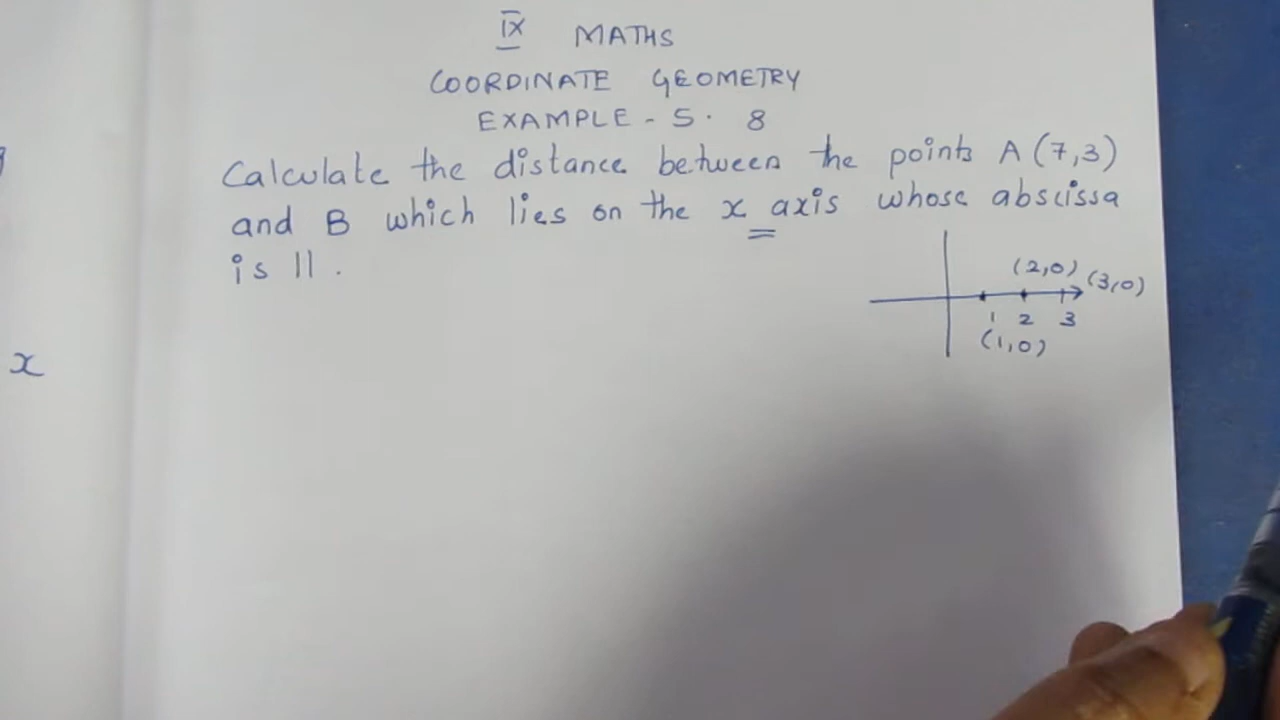 IX MATHS
COORDINATE GEOMETRY
EXAMPLE - 5. 8
Calculate the distance between the points A (7,3)
and B which lies on the x axis whose abscissa
is 11.
(2,0) (3,0)
1 2 3
(1,0)
x